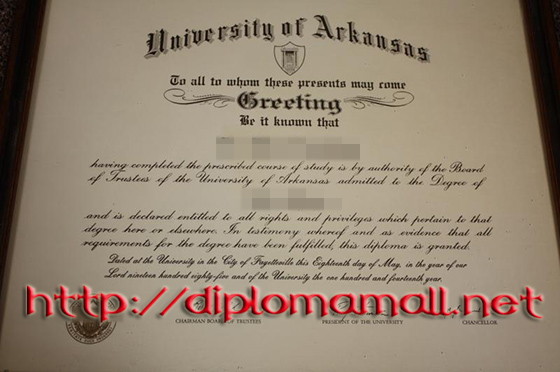 University of Arkansas
To all to whom these presents may come
Greeting
Be it known that
having completed the prescribed course of study is by authority of the Board
of Trustees of the University of Arkansas admitted to the Degree of
and is declared entitled to all rights and privileges which pertain to that
degree here or elsewhere. In testimony whereof and as evidence that all
requirements for the degree have been fulfilled, this diploma is granted.
Dated at the University in the City of Fayetteville this Eighteenth day of May, in the year of our
Lord nineteen hundred eighty-five and of the University the one hundred and fourteenth year.
http://diplomamall.net
CHAIRMAN BOARD OF TRUSTEES PRESIDENT OF THE UNIVERSITY CHANCELLOR